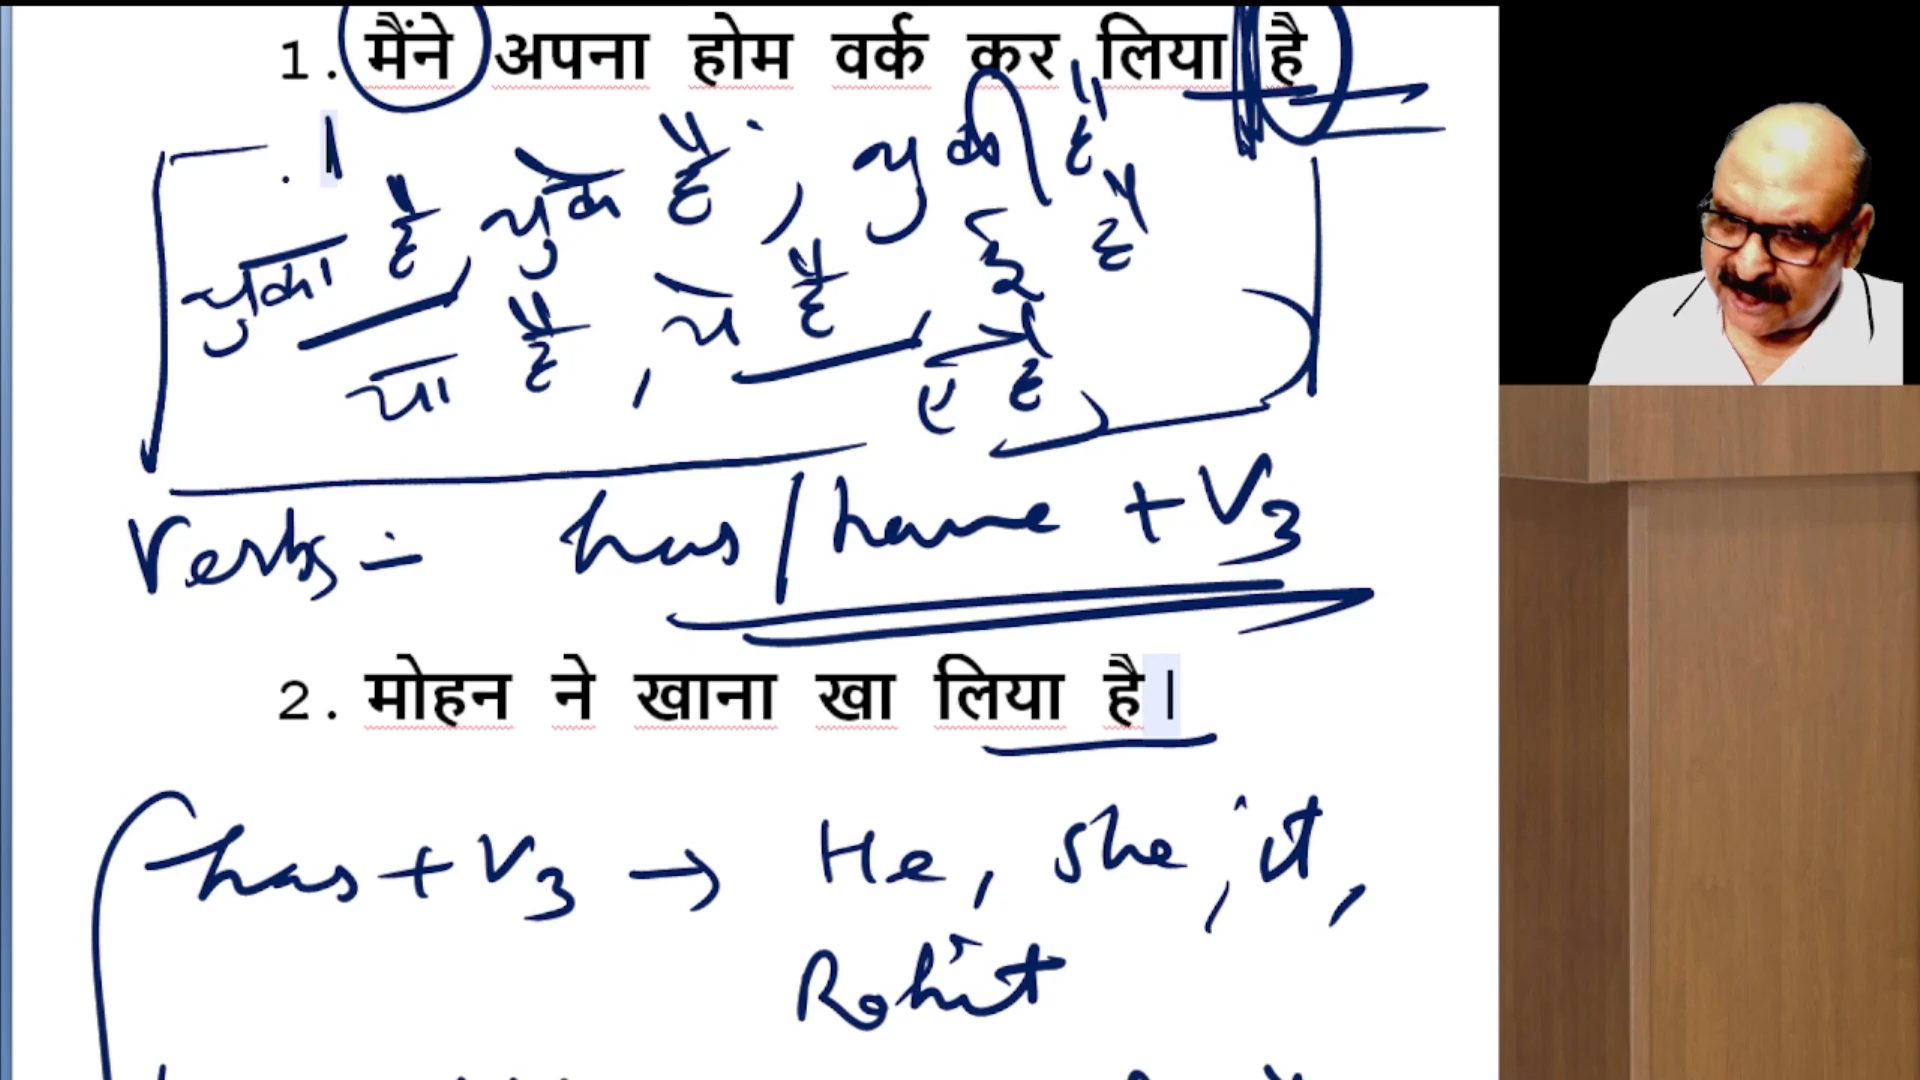 1. मैंने अपना होम वर्क कर लिया है
चुका है, चुके हैं, चुकी है
या है, ये है,
Verbs = has/have + V3
2. मोहन ने खाना खा लिया है।
has + V3 → He, She, it,
Rohit